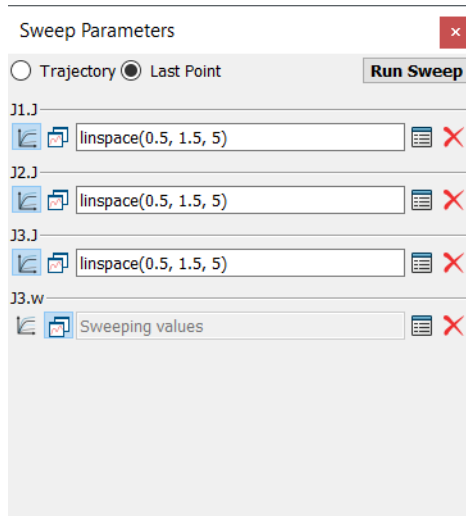 Sweep Parameters
Trajectory Last Point Run Sweep
J1.J
linspace(0.5, 1.5, 5)
J2.J
linspace(0.5, 1.5, 5)
J3.J
linspace(0.5, 1.5, 5)
J3.w
Sweeping values